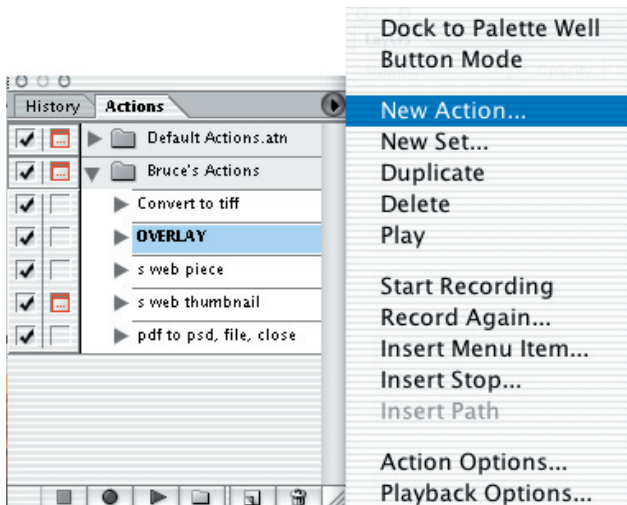 History Actions
Default Actions.atn
Bruce's Actions
Convert to tiff
OVERLAY
s web piece
s web thumbnail
pdf to psd, file, close
Dock to Palette Well
Button Mode
New Action...
New Set...
Duplicate
Delete
Play
Start Recording
Record Again...
Insert Menu Item...
Insert Stop...
Insert Path
Action Options...
Playback Options...